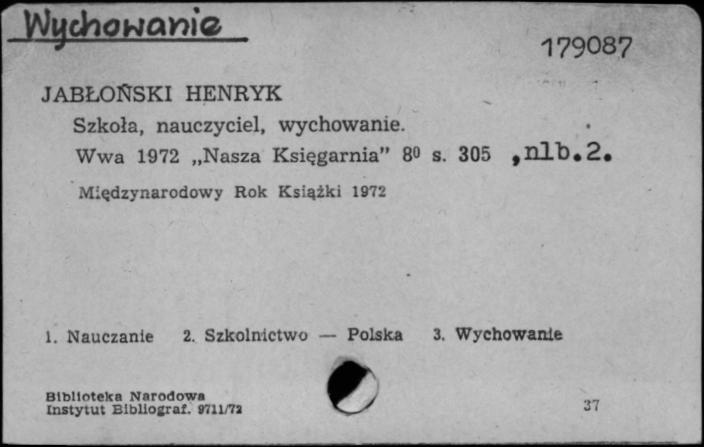 Wychowanie
179087
JABŁOŃSKI HENRYK
Szkoła, nauczyciel, wychowanie.
Wwa 1972 „Nasza Księgarnia” 8⁰ s. 305 ,nlb.2.
Międzynarodowy Rok Książki 1972
1. Nauczanie 2. Szkolnictwo — Polska 3. Wychowanie
Biblioteka Narodowa
Instytut Bibliograf. 9711/72
37